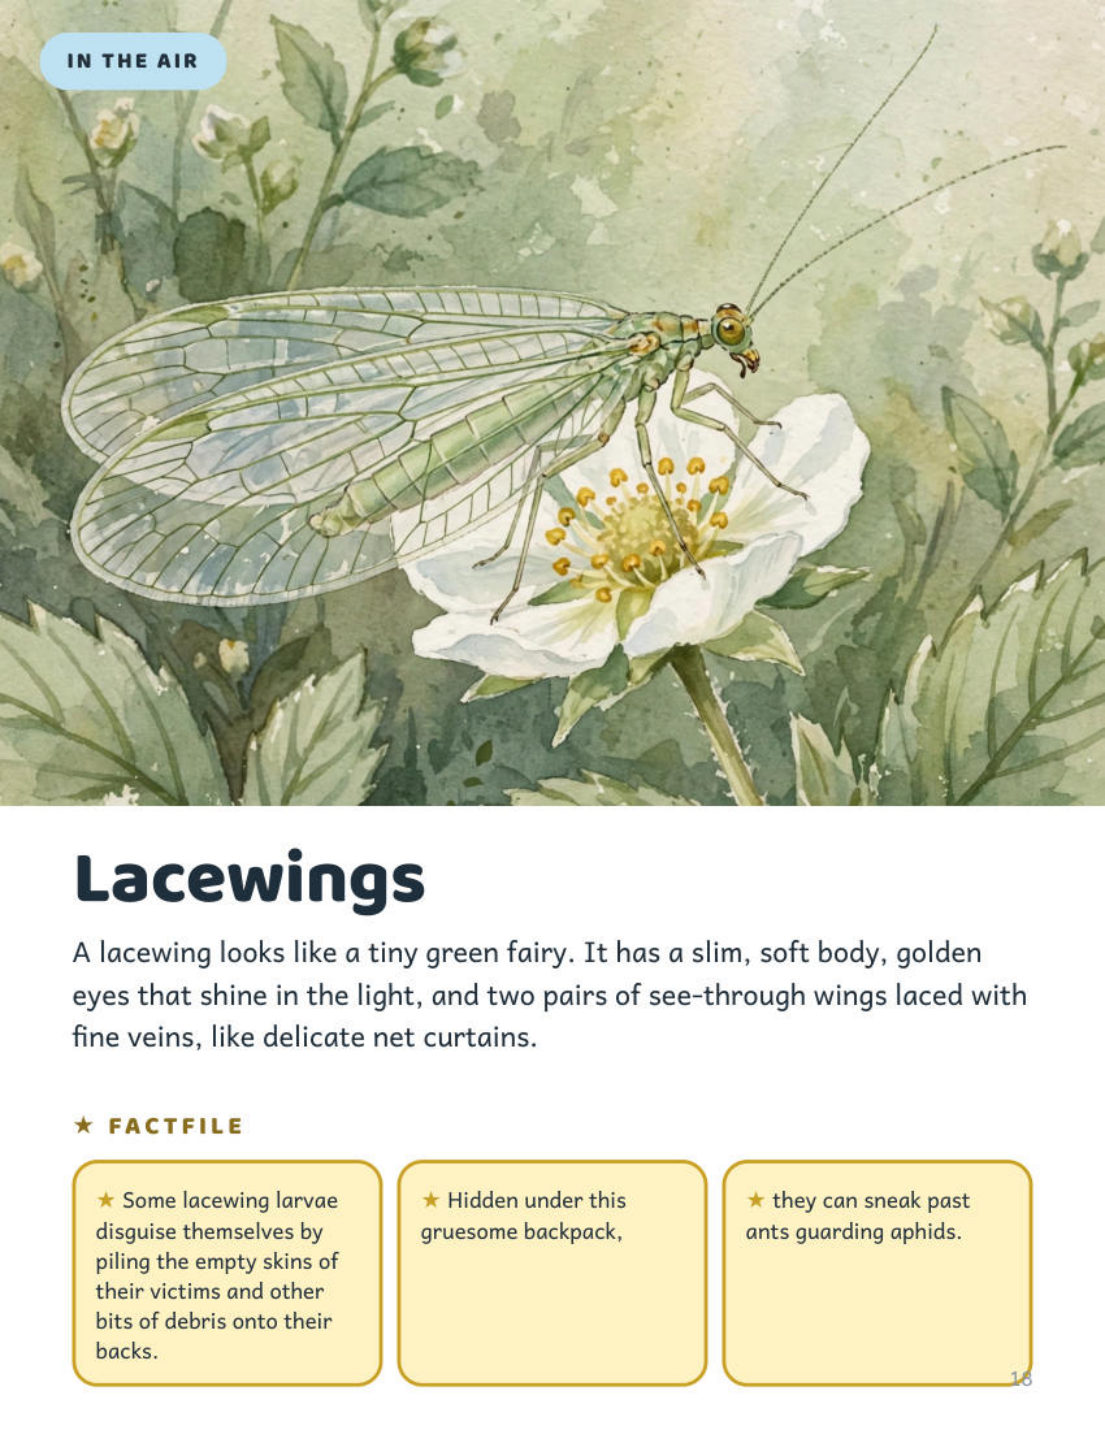 IN THE AIR
Lacewings
A lacewing looks like a tiny green fairy. It has a slim, soft body, golden
eyes that shine in the light, and two pairs of see-through wings laced with
fine veins, like delicate net curtains.
★ FACTFILE
★ Some lacewing larvae
disguise themselves by
piling the empty skins of
their victims and other
bits of debris onto their
backs.
★ Hidden under this
gruesome backpack,
★ they can sneak past
ants guarding aphids.
18